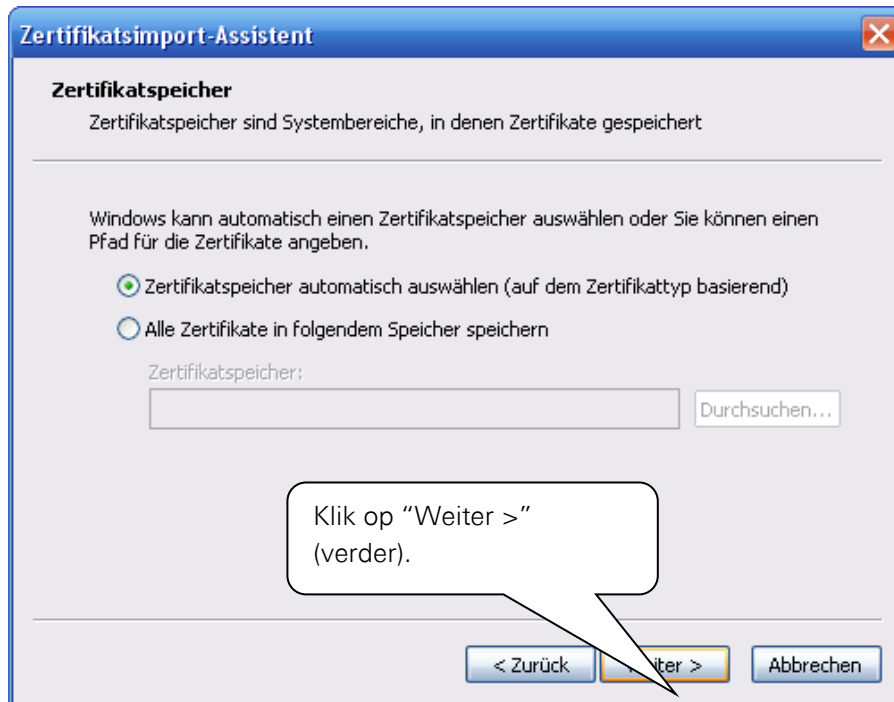 Zertifikatsimport-Assistent
Zertifikatspeicher
Zertifikatspeicher sind Systembereiche, in denen Zertifikate gespeichert
Windows kann automatisch einen Zertifikatspeicher auswählen oder Sie können einen
Pfad für die Zertifikate angeben.
Zertifikatspeicher automatisch auswählen (auf dem Zertifikattyp basierend)
Alle Zertifikate in folgendem Speicher speichern
Zertifikatspeicher:
Durchsuchen...
Klik op “Weiter >”
(verder).
< Zurück Weiter > Abbrechen